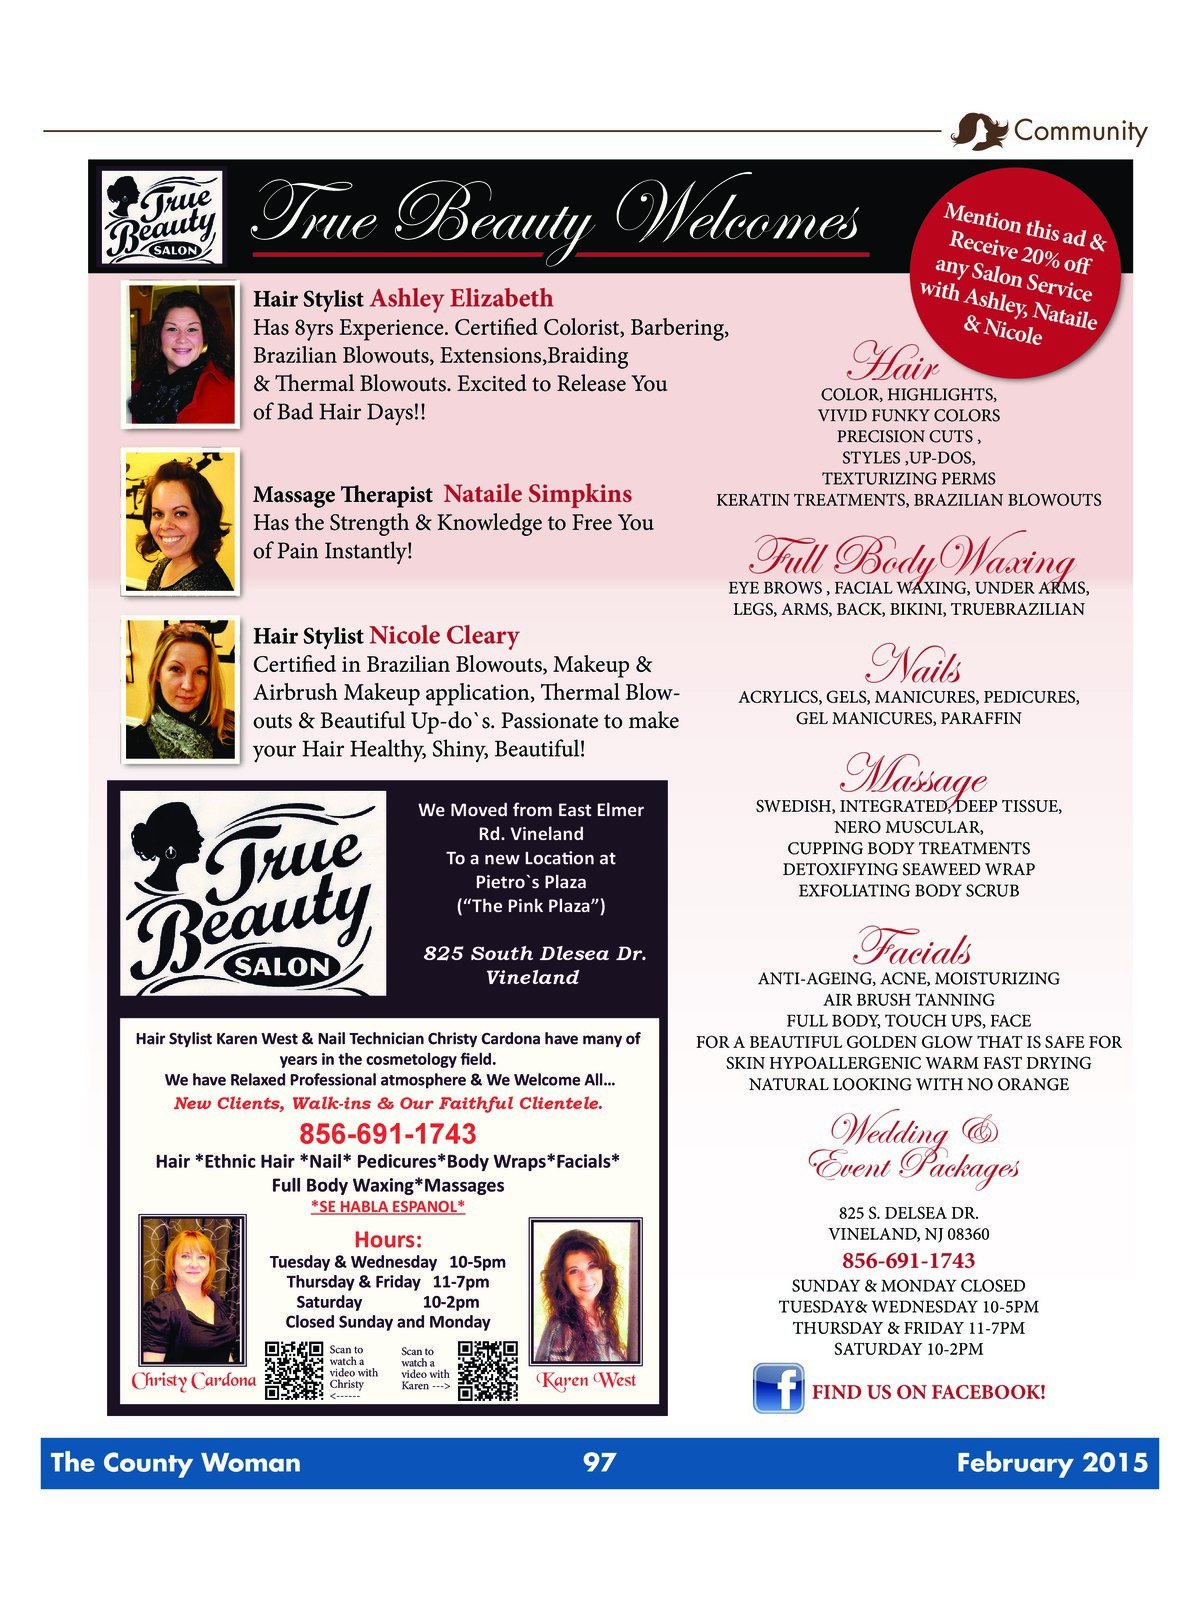 Community
True Beauty SALON
True Beauty Welcomes
Mention this ad &
Receive 20% off
any Salon Service
with Ashley, Nataile
& Nicole
Hair Stylist Ashley Elizabeth
Has 8yrs Experience. Certified Colorist, Barbering,
Brazilian Blowouts, Extensions,Braiding
& Thermal Blowouts. Excited to Release You
of Bad Hair Days!!
Massage Therapist Nataile Simpkins
Has the Strength & Knowledge to Free You
of Pain Instantly!
Hair Stylist Nicole Cleary
Certified in Brazilian Blowouts, Makeup &
Airbrush Makeup application, Thermal Blow-
outs & Beautiful Up-do`s. Passionate to make
your Hair Healthy, Shiny, Beautiful!
True
Beauty
SALON
We Moved from East Elmer
Rd. Vineland
To a new Location at
Pietro`s Plaza
(“The Pink Plaza”)
825 South Dlesea Dr.
Vineland
Hair Stylist Karen West & Nail Technician Christy Cardona have many of
years in the cosmetology field.
We have Relaxed Professional atmosphere & We Welcome All...
New Clients, Walk-ins & Our Faithful Clientele.
856-691-1743
Hair *Ethnic Hair *Nail* Pedicures*Body Wraps*Facials*
Full Body Waxing*Massages
*SE HABLA ESPANOL*
Hours:
Tuesday & Wednesday 10-5pm
Thursday & Friday 11-7pm
Saturday 10-2pm
Closed Sunday and Monday
Christy Cardona
Scan to
watch a
video with
Christy
<------
Scan to
watch a
video with
Karen --->
Karen West
Hair
COLOR, HIGHLIGHTS,
VIVID FUNKY COLORS
PRECISION CUTS ,
STYLES ,UP-DOS,
TEXTURIZING PERMS
KERATIN TREATMENTS, BRAZILIAN BLOWOUTS
Full Body Waxing
EYE BROWS , FACIAL WAXING, UNDER ARMS,
LEGS, ARMS, BACK, BIKINI, TRUEBRAZILIAN
Nails
ACRYLICS, GELS, MANICURES, PEDICURES,
GEL MANICURES, PARAFFIN
Massage
SWEDISH, INTEGRATED, DEEP TISSUE,
NERO MUSCULAR,
CUPPING BODY TREATMENTS
DETOXIFYING SEAWEED WRAP
EXFOLIATING BODY SCRUB
Facials
ANTI-AGEING, ACNE, MOISTURIZING
AIR BRUSH TANNING
FULL BODY, TOUCH UPS, FACE
FOR A BEAUTIFUL GOLDEN GLOW THAT IS SAFE FOR
SKIN HYPOALLERGENIC WARM FAST DRYING
NATURAL LOOKING WITH NO ORANGE
Wedding &
Event Packages
825 S. DELSEA DR.
VINELAND, NJ 08360
856-691-1743
SUNDAY & MONDAY CLOSED
TUESDAY& WEDNESDAY 10-5PM
THURSDAY & FRIDAY 11-7PM
SATURDAY 10-2PM
f
FIND US ON FACEBOOK!
The County Woman 97 February 2015